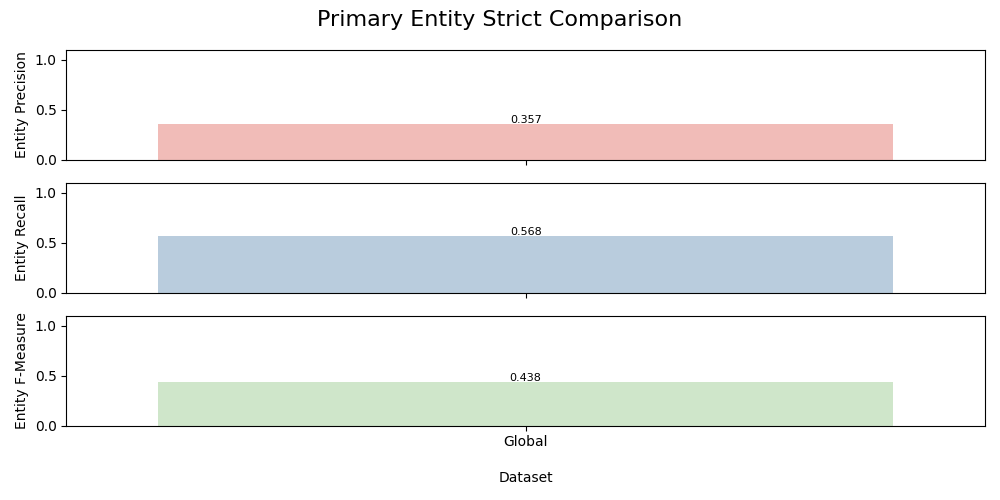 Primary Entity Strict Comparison
Entity Precision
1.0
0.5
0.0
0.357
Entity Recall
1.0
0.5
0.0
0.568
Entity F-Measure
1.0
0.5
0.0
0.438
Global
Dataset